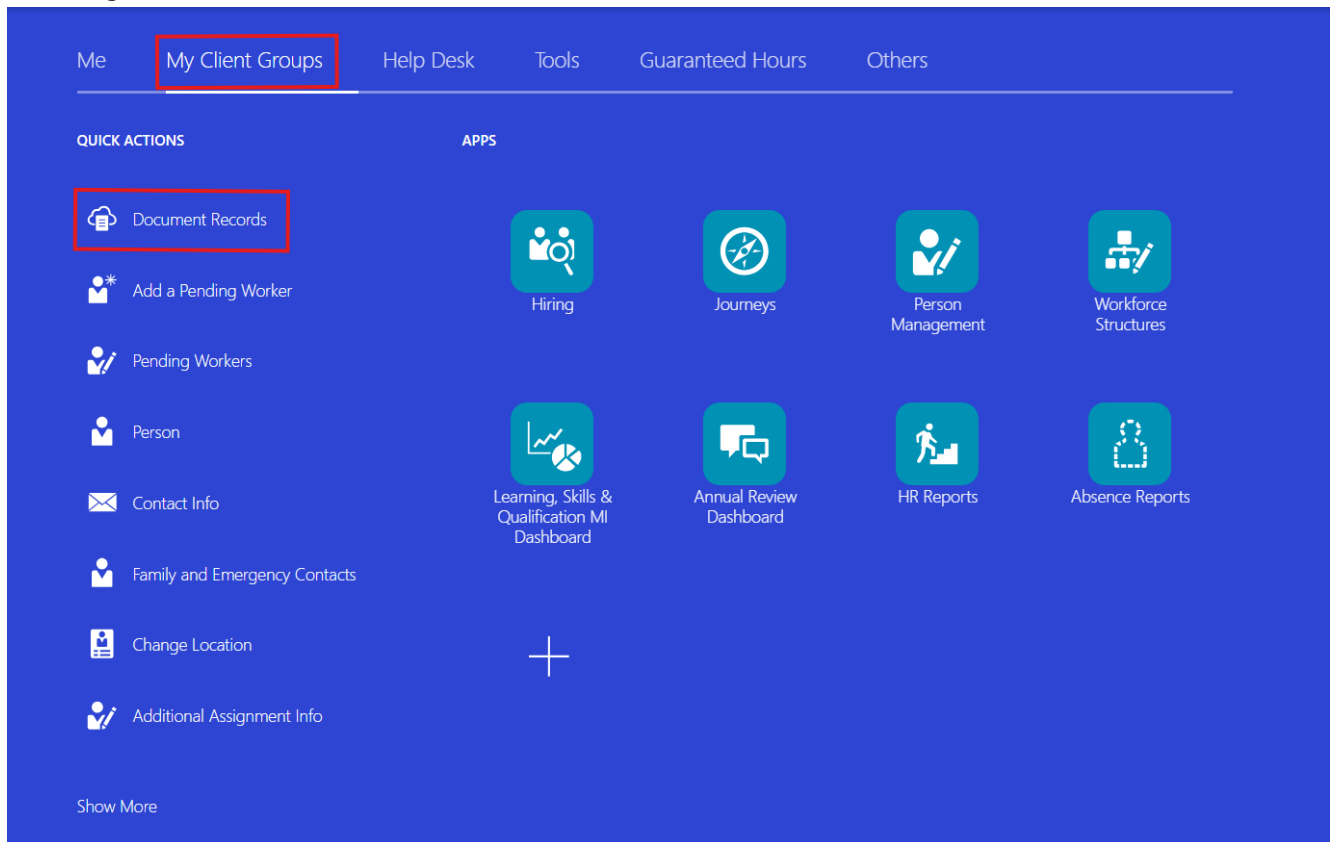 Me My Client Groups Help Desk Tools Guaranteed Hours Others
QUICK ACTIONS
Document Records
Add a Pending Worker
Pending Workers
Person
Contact Info
Family and Emergency Contacts
Change Location
Additional Assignment Info
Show More
APPS
Hiring
Journeys
Person
Management
Workforce
Structures
Learning, Skills &
Qualification MI
Dashboard
Annual Review
Dashboard
HR Reports
Absence Reports